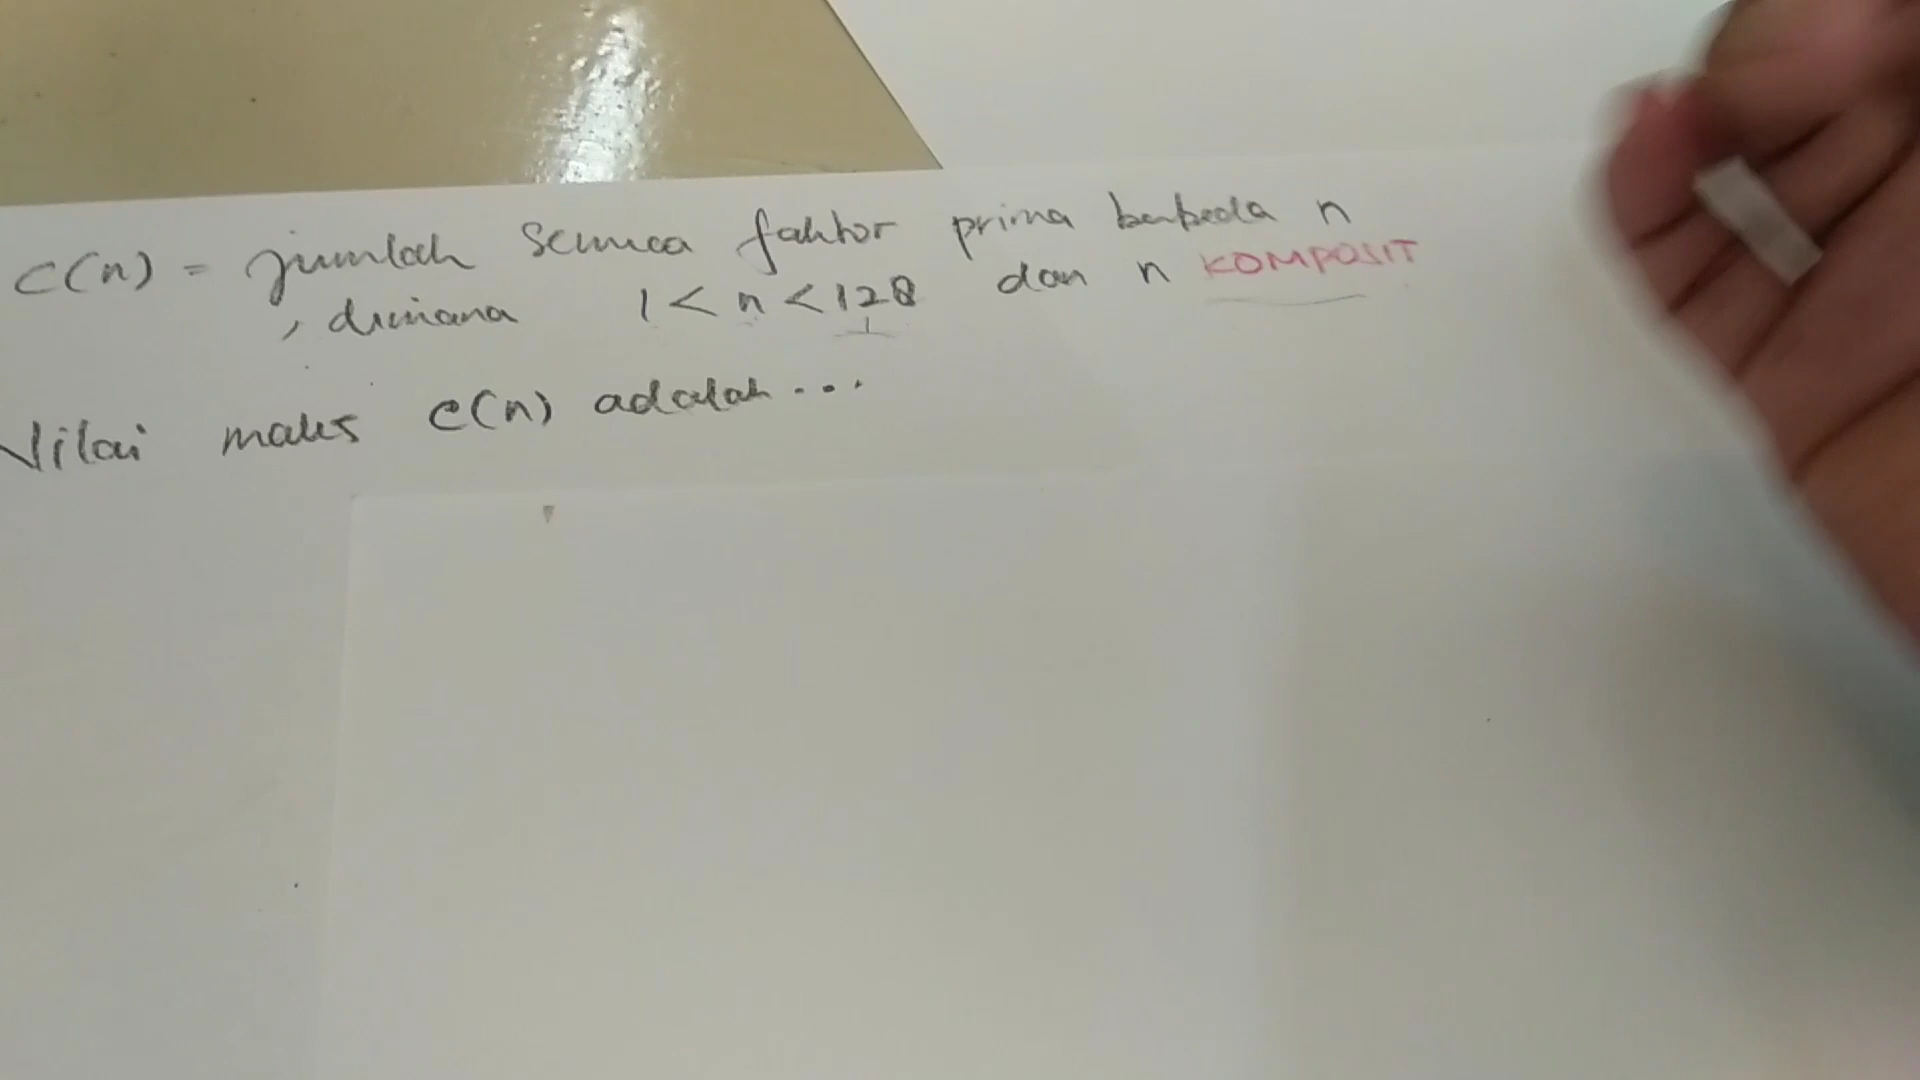 c(n) = jumlah semua faktor prima berbeda n
, dimana 1 < n < 128 dan n KOMPOSIT
Nilai maks c(n) adalah...